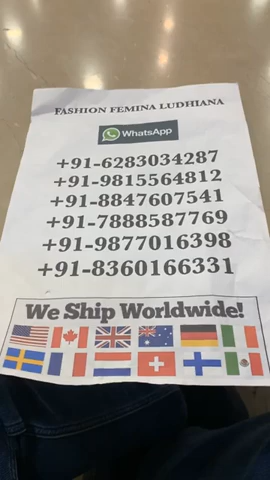 FASHION FEMINA LUDHIANA
WhatsApp
+91-6283034287
+91-9815564812
+91-8847607541
+91-7888587769
+91-9877016398
+91-8360166331
We Ship Worldwide!